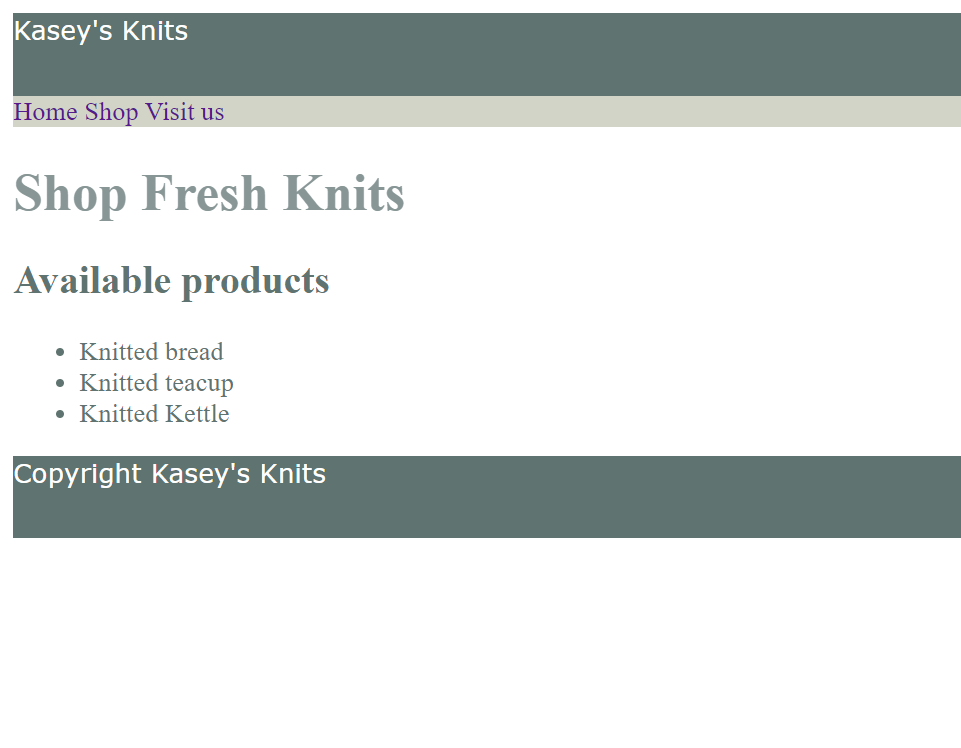 Kasey's Knits
Home Shop Visit us
Shop Fresh Knits
Available products
Knitted bread
Knitted teacup
Knitted Kettle
Copyright Kasey's Knits